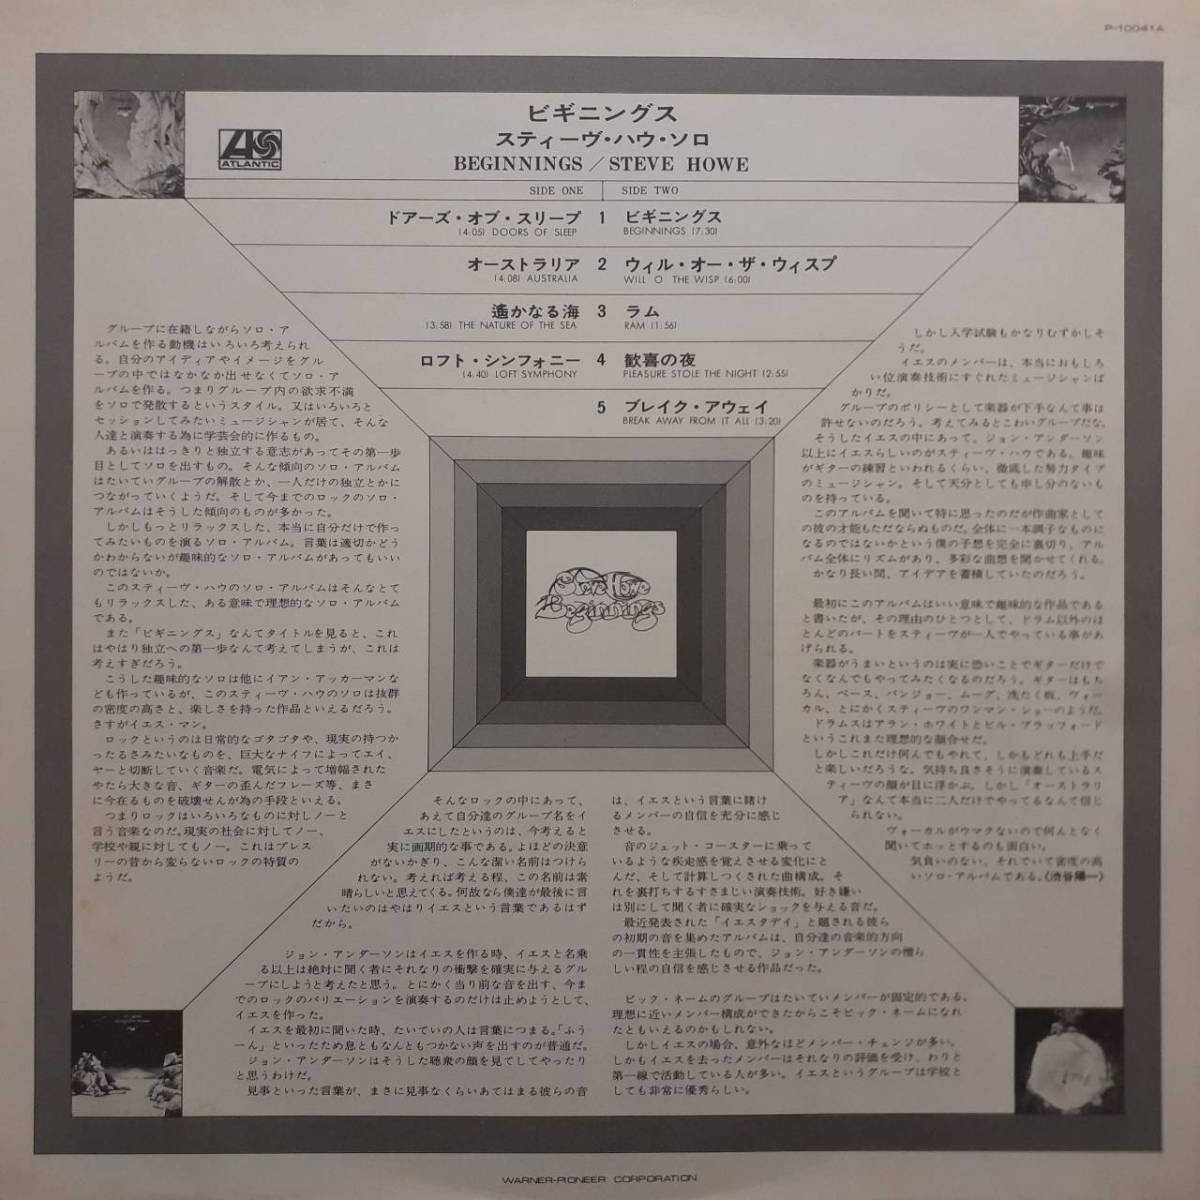 P-10041A
ATLANTIC
ビギニングス
スティーヴ・ハウ・ソロ
BEGINNINGS / STEVE HOWE
SIDE ONE
SIDE TWO
ドアーズ・オブ・スリープ 1 ビギニングス
(4:05) DOORS OF SLEEP BEGINNINGS (7:30)
オーストラリア 2 ウィル・オー・ザ・ウィスプ
(4:08) AUSTRALIA WILL O THE WISP (6:00)
遙かなる海 3 ラム
(3:58) THE NATURE OF THE SEA RAM (1:56)
ロフト・シンフォニー 4 歓喜の夜
(4:40) LOFT SYMPHONY PLEASURE STOLE THE NIGHT (2:55)
5 ブレイク・アウェイ
BREAK AWAY FROM IT ALL (3:20)
Steve Howe
Beginnings
グループに在籍しながらソロ・ア
ルバムを作る動機はいろいろ考えられ
る。自分のアイディアやイメージをグル
ープの中ではなかなか出せなくてソロ・ア
ルバムを作る。つまりグループ内の欲求不満
をソロで発散するというスタイル。又はいろいろと
セッションしてみたいミュージシャンが居て、そんな
人達と演奏する為に学芸会的に作るもの。
あるいははっきりと独立する意志があってその第一歩
目としてソロを出すもの。そんな傾向のソロ・アルバム
はたいていグループの解散とか、一人だけの独立とかに
つながっていくようだ。そして今までのロックのソロ・
アルバムはそうした傾向のものが多かった。
しかしもっとリラックスした、本当に自分だけで作っ
てみたいものを演るソロ・アルバム。言葉は適切かどう
かわからないが趣味的なソロ・アルバムがあってもいい
のではないか。
このスティーヴ・ハウのソロ・アルバムはそんなとて
もリラックスした、ある意味で理想的なソロ・アルバム
である。
また「ビギニングス」なんてタイトルを見ると、これ
はやはり独立への第一歩なんて考えてしまうが、これは
考えすぎだろう。
こうした趣味的なソロは他にイアン・アッカーマンな
ども作っているが、このスティーヴ・ハウのソロは抜群
の密度の高さと、楽しさを持った作品といえるだろう。
さすがイエス・マン。
ロックというのは日常的なゴタゴタや、現実の持つか
ったるさみたいなものを、巨大なナイフによってエイ、
ヤーと切断していく音楽だ。電気によって増幅された
やたら大きな音、ギターの歪んだフレーズ等、まさ
に今在るものを破壊せんが為の手段といえる。
つまりロックはいろいろなものに対しノーと
言う音楽なのだ。現実の社会に対してノー、
学校や親に対してもノー。これはプレス
リーの昔から変らないロックの特質の
ようだ。
そんなロックの中にあって、
あえて自分達のグループ名をイ
エスにしたというのは、今考えると
実に画期的な事である。よほどの決意
がないかぎり、こんな潔い名前はつけら
れない。考えれば考える程、この名前は素
晴らしいと思えてくる。何故なら僕達が最後に言
いたいのはやはりイエスという言葉であるはず
だから。
ジョン・アンダーソンはイエスを作る時、イエスと名乗
る以上は絶対に聞く者にそれなりの衝撃を確実に与えるグルー
プにしようと考えたと思う。とにかく当り前な音を出す、今ま
でのロックのバリエーションを演奏するのだけは止めようとして、
イエスを作った。
イエスを最初に聞いた時、たいていの人は言葉につまる。「ふう
ーん」といったため息ともなんともつかない声を出すのが普通だ。
ジョン・アンダーソンはそうした聴衆の顔を見てしてやったり
と思うわけだ。
見事といった言葉が、まさに見事なくらいあてはまる彼らの音
は、イエスという言葉に賭け
るメンバーの自信を充分に感じ
させる。
音のジェット・コースターに乗って
いるような疾走感を覚えさせる変化にと
んだ、そして計算しつくされた曲構成。そ
れを裏打ちするすさまじい演奏技術。好き嫌い
は別にして聞く者に確実なショックを与える音だ。
最近発表された「イエスタデイ」と題される彼ら
の初期の音を集めたアルバムは、自分達の音楽的方向
の一貫性を主張したもので、ジョン・アンダーソンの憎ら
しい程の自信を感じさせる作品だった。
ビック・ネームのグループはたいていメンバーが固定的である。
理想に近いメンバー構成ができたからこそビック・ネームになれ
たともいえるのかもしれない。
しかしイエスの場合、意外なほどメンバー・チェンジが多い。
しかもイエスを去ったメンバーはそれなりの評価を受け、わりと
第一線で活動している人が多い。イエスというグループは学校と
しても非常に優秀らしい。
しかし入学試験もかなりむずかしそ
うだ。
イエスのメンバーは、本当におもしろ
い位演奏技術にすぐれたミュージシャンば
かりだ。
グループのポリシーとして楽器が下手なんて事は
許せないのだろう。考えてみるとこわいグループだな。
そうしたイエスの中にあって、ジョン・アンダーソン
以上にイエスらしいのがスティーヴ・ハウである。趣味
がギターの練習といわれるくらい、徹底した努力タイプ
のミュージシャン。そして天分としても申し分のないも
のを持っている。
このアルバムを聞いて特に思ったのだが作曲家として
の彼の才能もただならぬものだ。全体に一本調子なものに
なるのではないかという僕の予想を完全に裏切り、アル
バム全体にリズムがあり、多彩な曲想を聞かせてくれる。
かなり長い間、アイデアを蓄積していたのだろう。
最初にこのアルバムはいい意味で趣味的な作品である
と書いたが、その理由のひとつとして、ドラム以外のほ
とんどのパートをスティーヴが一人でやっている事があ
げられる。
楽器がうまいというのは実に恐いことでギターだけで
なくなんでもやってみたくなるのだろう。ギターはもち
ろん、ベース、バンジョー、ムーグ、洗たく板、ヴォー
カル、とにかくスティーヴのワンマン・ショーのようだ。
ドラムスはアラン・ホワイトとビル・ブラッフォード
というこれまた理想的な顔合せだ。
しかしこれだけ何んでもやれて、しかもどれも上手だ
と楽しいだろうな。気持ち良さそうに演奏しているス
ティーヴの顔が目に浮かぶ。しかし「オーストラリ
ア」なんて本当に二人だけでやってるなんて信じ
られない。
ヴォーカルがウマクないので何んとなく
聞いてホッとするのも面白い。
気負いのない、それでいて密度の高
いソロ・アルバムである。〈渋谷陽一〉
WARNER-PIONEER CORPORATION